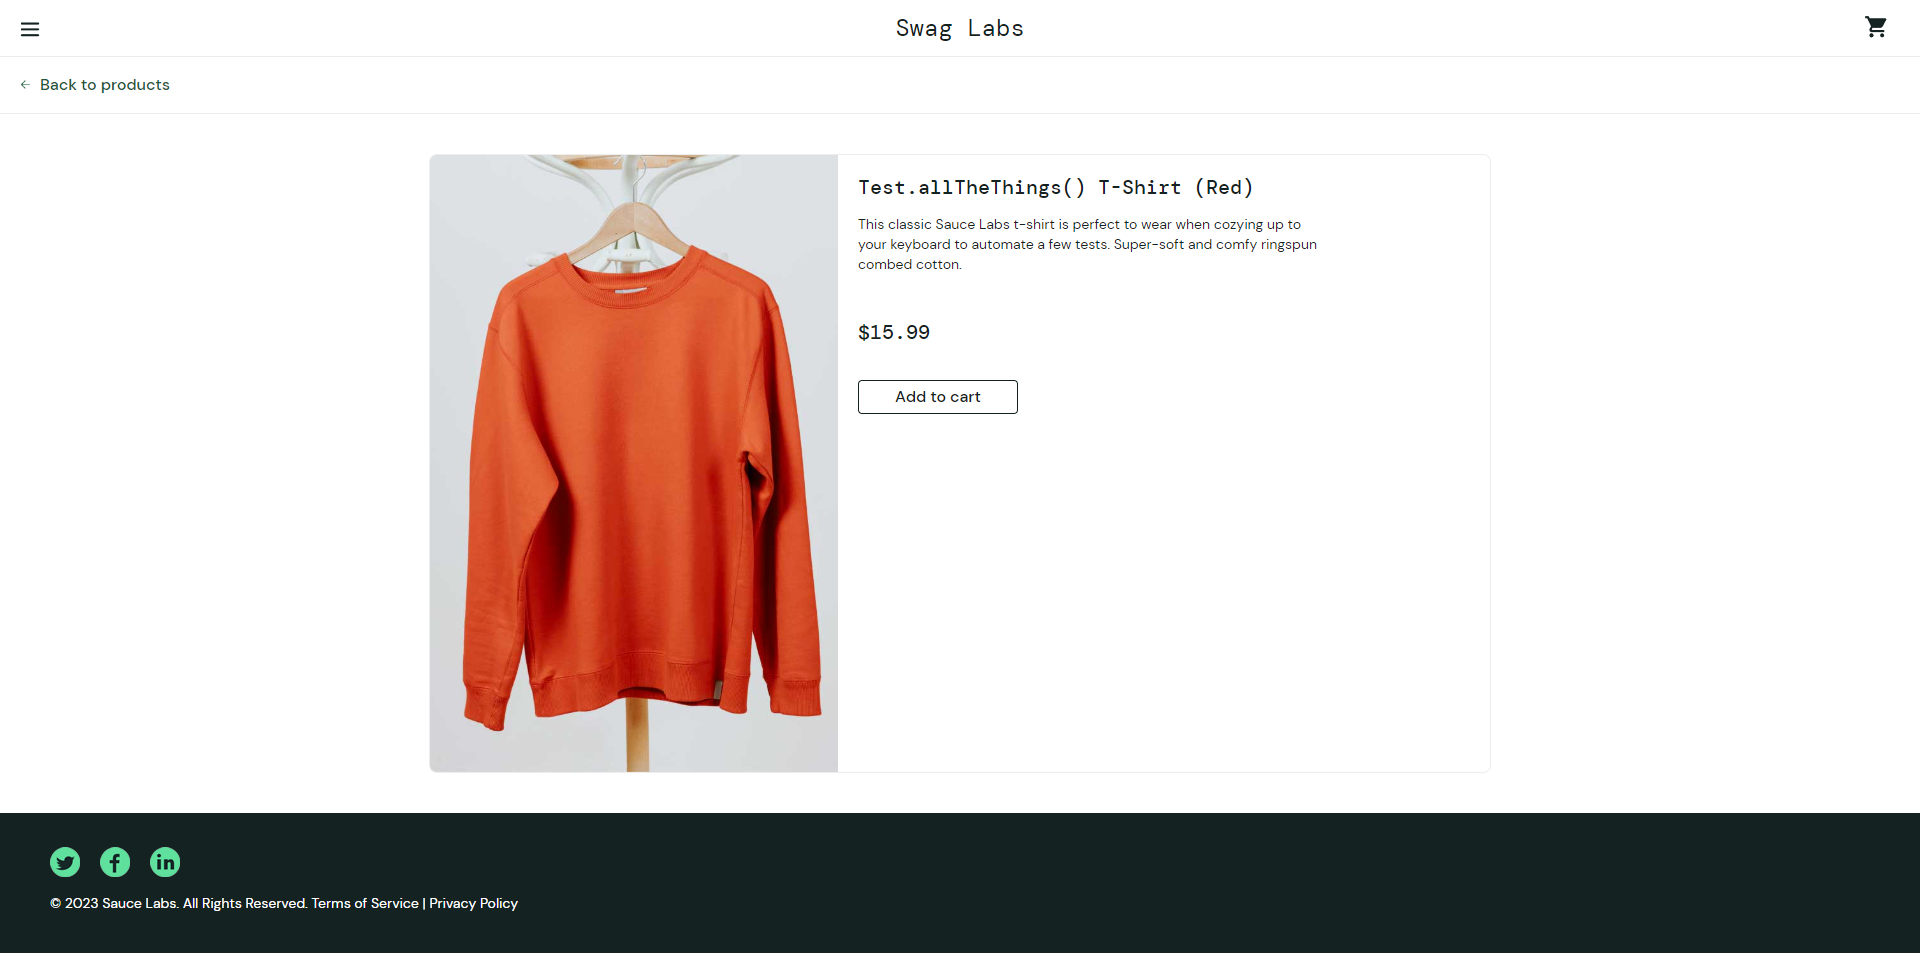 Swag Labs
Back to products
Test.allTheThings() T-Shirt (Red)
This classic Sauce Labs t-shirt is perfect to wear when cozying up to
your keyboard to automate a few tests. Super-soft and comfy ringspun
combed cotton.
$15.99
Add to cart
© 2023 Sauce Labs. All Rights Reserved. Terms of Service | Privacy Policy